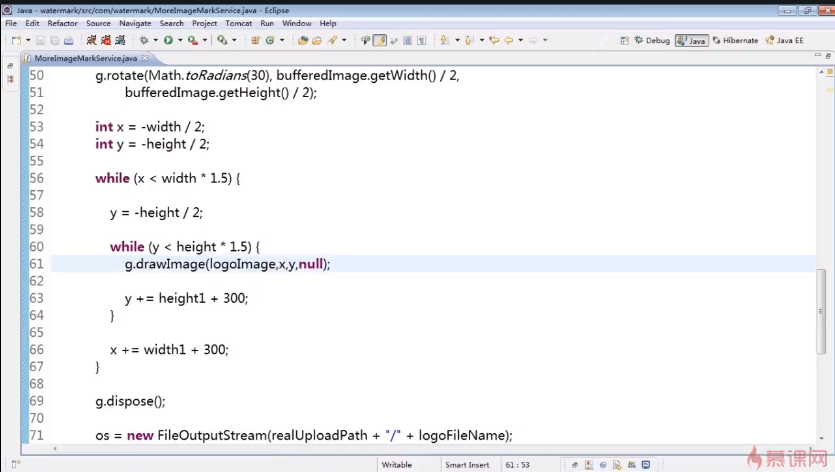 Java - watermark/src/com/watermark/MoreImageMarkService.java - Eclipse
File Edit Refactor Source Navigate Search Project Tomcat Run Window Help
Debug Java Hibernate Java EE
MoreImageMarkService.java
50 g.rotate(Math.toRadians(30), bufferedImage.getWidth() / 2,
51 bufferedImage.getHeight() / 2);
52
53 int x = -width / 2;
54 int y = -height / 2;
55
56 while (x < width * 1.5) {
57
58 y = -height / 2;
59
60 while (y < height * 1.5) {
61 g.drawImage(logoImage,x,y,null);
62
63 y += height1 + 300;
64 }
65
66 x += width1 + 300;
67 }
68
69 g.dispose();
70
71 os = new FileOutputStream(realUploadPath + "/" + logoFileName);
Writable Smart Insert 61 : 53
慕课网